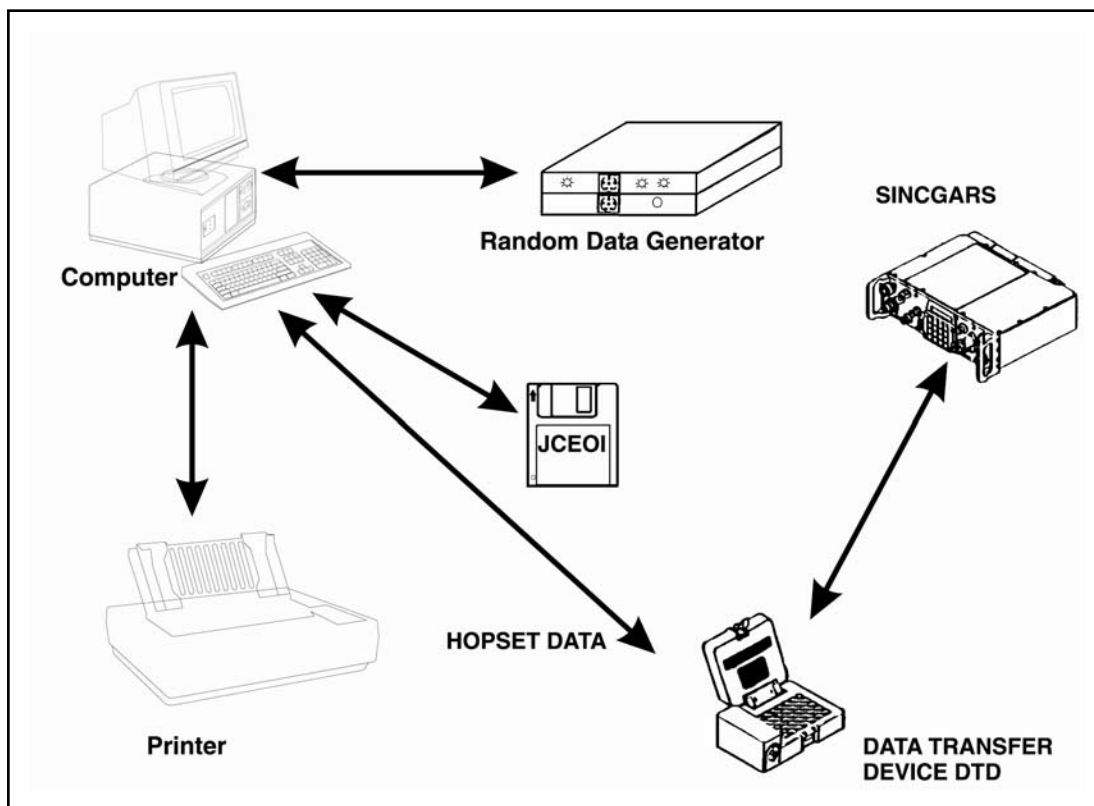 SINCGARS
Random Data Generator
Computer
JCEOI
HOPSET DATA
Printer
DATA TRANSFER
DEVICE DTD